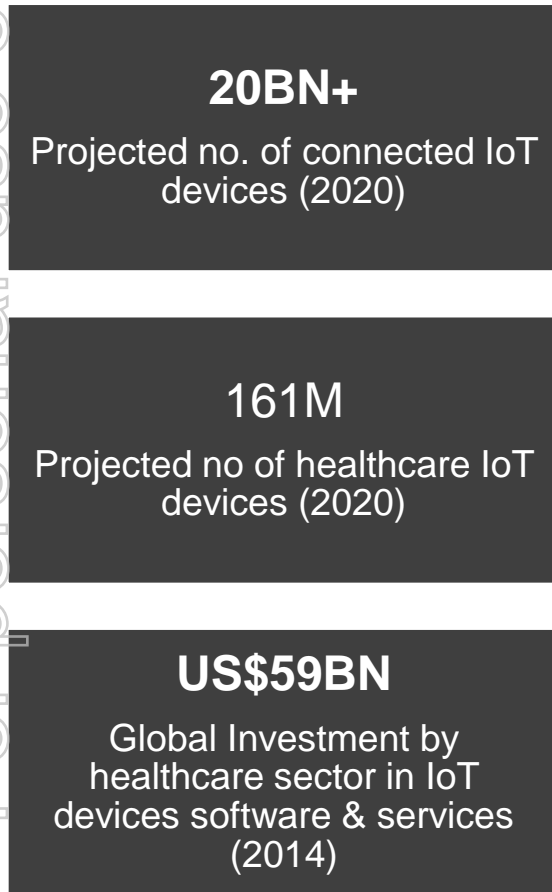 20BN+
Projected no. of connected IoT
devices (2020)
161M
Projected no of healthcare IoT
devices (2020)
US$59BN
Global Investment by
healthcare sector in IoT
devices software & services
(2014)